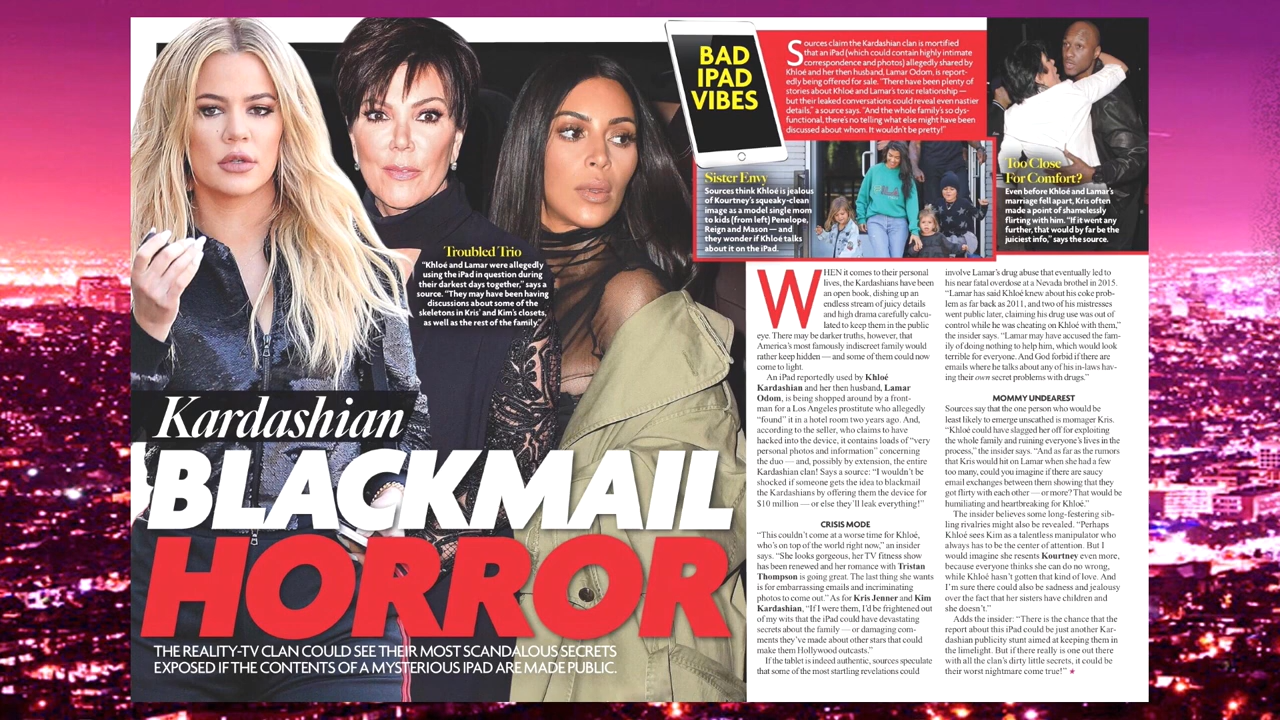 BAD
IPAD
VIBES
Sources claim the Kardashian clan is mortified
that an iPad (which could contain highly intimate
correspondence and photos) allegedly shared by
Khloé and her then husband, Lamar Odom, is report-
edly being offered for sale. "There have been plenty of
stories about Khloé and Lamar's toxic relationship —
but their leaked conversations could reveal even nastier
details," a source says. "And the whole family's so dys-
functional, there's no telling what else might have been
discussed about whom. It wouldn't be pretty!"
Sister Envy
Sources think Khloé is jealous
of Kourtney's squeaky-clean
image as a model single mom
to kids (from left) Penelope,
Reign and Mason — and
they wonder if Khloé talks
about it on the iPad.
Too Close
For Comfort?
Even before Khloé and Lamar's
marriage fell apart, Kris often
made a point of shamelessly
flirting with him. "If it went any
further, that would by far be the
juiciest info," says the source.
Troubled Trio
"Khloé and Lamar were allegedly
using the iPad in question during
their darkest days together," says a
source. "They may have been having
discussions about some of the
skeletons in Kris' and Kim's closets,
as well as the rest of the family."
Kardashian
BLACKMAIL
HORROR
THE REALITY-TV CLAN COULD SEE THEIR MOST SCANDALOUS SECRETS
EXPOSED IF THE CONTENTS OF A MYSTERIOUS IPAD ARE MADE PUBLIC.
WHEN it comes to their personal
lives, the Kardashians have been
an open book, dishing up an
endless stream of juicy details
and high drama carefully calcu-
lated to keep them in the public
eye. There may be darker truths, however, that
America's most famously indiscreet family would
rather keep hidden — and some of them could now
come to light.
An iPad reportedly used by Khloé
Kardashian and her then husband, Lamar
Odom, is being shopped around by a front-
man for a Los Angeles prostitute who allegedly
"found" it in a hotel room two years ago. And,
according to the seller, who claims to have
hacked into the device, it contains loads of "very
personal photos and information" concerning
the duo — and, possibly by extension, the entire
Kardashian clan! Says a source: "I wouldn't be
shocked if someone gets the idea to blackmail
the Kardashians by offering them the device for
$10 million — or else they'll leak everything!"
CRISIS MODE
"This couldn't come at a worse time for Khloé,
who's on top of the world right now," an insider
says. "She looks gorgeous, her TV fitness show
has been renewed and her romance with Tristan
Thompson is going great. The last thing she wants
is for embarrassing emails and incriminating
photos to come out." As for Kris Jenner and Kim
Kardashian, "If I were them, I'd be frightened out
of my wits that the iPad could have devastating
secrets about the family — or damaging com-
ments they've made about other stars that could
make them Hollywood outcasts."
If the tablet is indeed authentic, sources speculate
that some of the most startling revelations could
involve Lamar's drug abuse that eventually led to
his near fatal overdose at a Nevada brothel in 2015.
"Lamar has said Khloé knew about his coke prob-
lem as far back as 2011, and two of his mistresses
went public later, claiming his drug use was out of
control while he was cheating on Khloé with them,"
the insider says. "Lamar may have accused the fam-
ily of doing nothing to help him, which would look
terrible for everyone. And God forbid if there are
emails where he talks about any of his in-laws hav-
ing their own secret problems with drugs."
MOMMY UNDEAREST
Sources say that the one person who would be
least likely to emerge unscathed is momager Kris.
"Khloé could have slagged her off for exploiting
the whole family and ruining everyone's lives in the
process," the insider says. "And as far as the rumors
that Kris would hit on Lamar when she had a few
too many, could you imagine if there are saucy
email exchanges between them showing that they
got flirty with each other — or more? That would be
humiliating and heartbreaking for Khloé."
The insider believes some long-festering sib-
ling rivalries might also be revealed. "Perhaps
Khloé sees Kim as a talentless manipulator who
always has to be the center of attention. But I
would imagine she resents Kourtney even more,
because everyone thinks she can do no wrong,
while Khloé hasn't gotten that kind of love. And
I'm sure there could also be sadness and jealousy
over the fact that her sisters have children and
she doesn't."
Adds the insider: "There is the chance that the
report about this iPad could be just another Kar-
dashian publicity stunt aimed at keeping them in
the limelight. But if there really is one out there
with all the clan's dirty little secrets, it could be
their worst nightmare come true!" ★